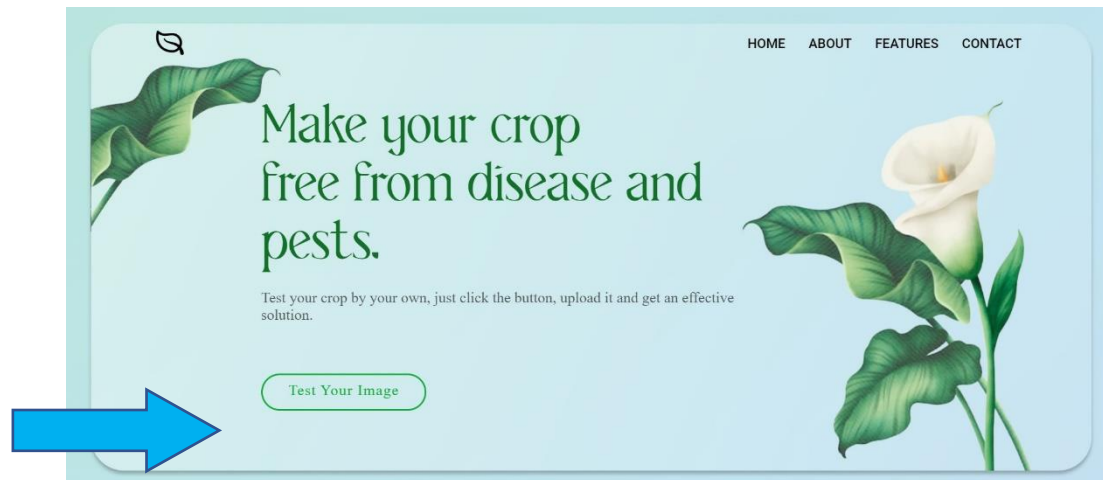 HOME ABOUT FEATURES CONTACT
Make your crop
free from disease and
pests.
Test your crop by your own, just click the button, upload it and get an effective
solution.
Test Your Image